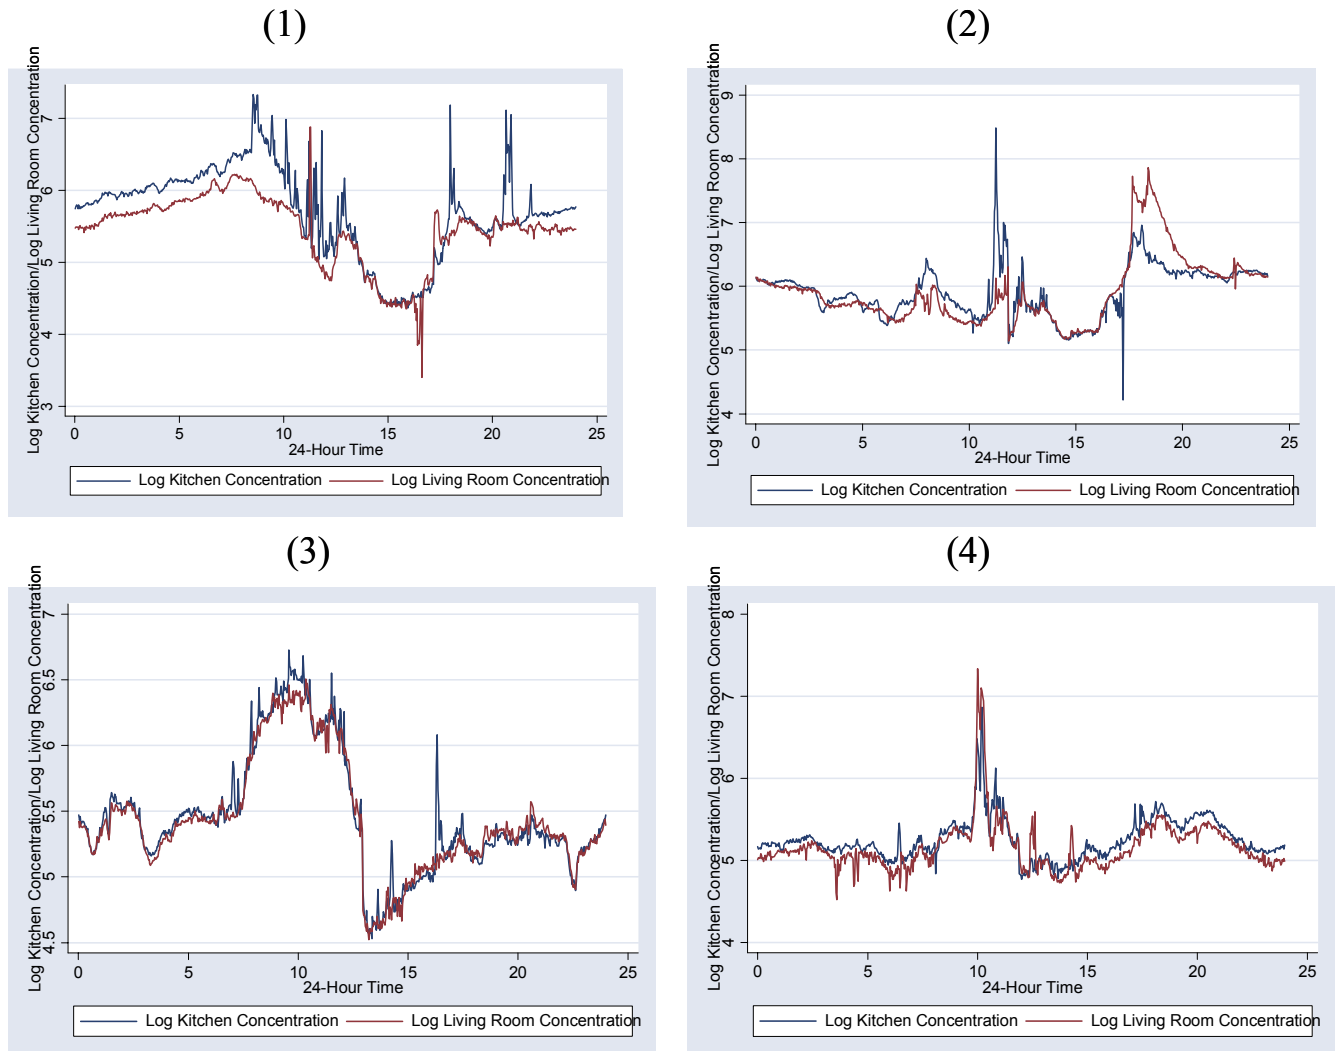 (1)
Log Kitchen Concentration/Log Living Room Concentration
3 4 5 6 7
0 5 10 15 20 25
24-Hour Time
Log Kitchen Concentration Log Living Room Concentration
(2)
Log Kitchen Concentration/Log Living Room Concentration
4 5 6 7 8 9
0 5 10 15 20 25
24-Hour Time
Log Kitchen Concentration Log Living Room Concentration
(3)
Log Kitchen Concentration/Log Living Room Concentration
4.5 5 5.5 6 6.5 7
0 5 10 15 20 25
24-Hour Time
Log Kitchen Concentration Log Living Room Concentration
(4)
Log Kitchen Concentration/Log Living Room Concentration
4 5 6 7 8
0 5 10 15 20 25
24-Hour Time
Log Kitchen Concentration Log Living Room Concentration